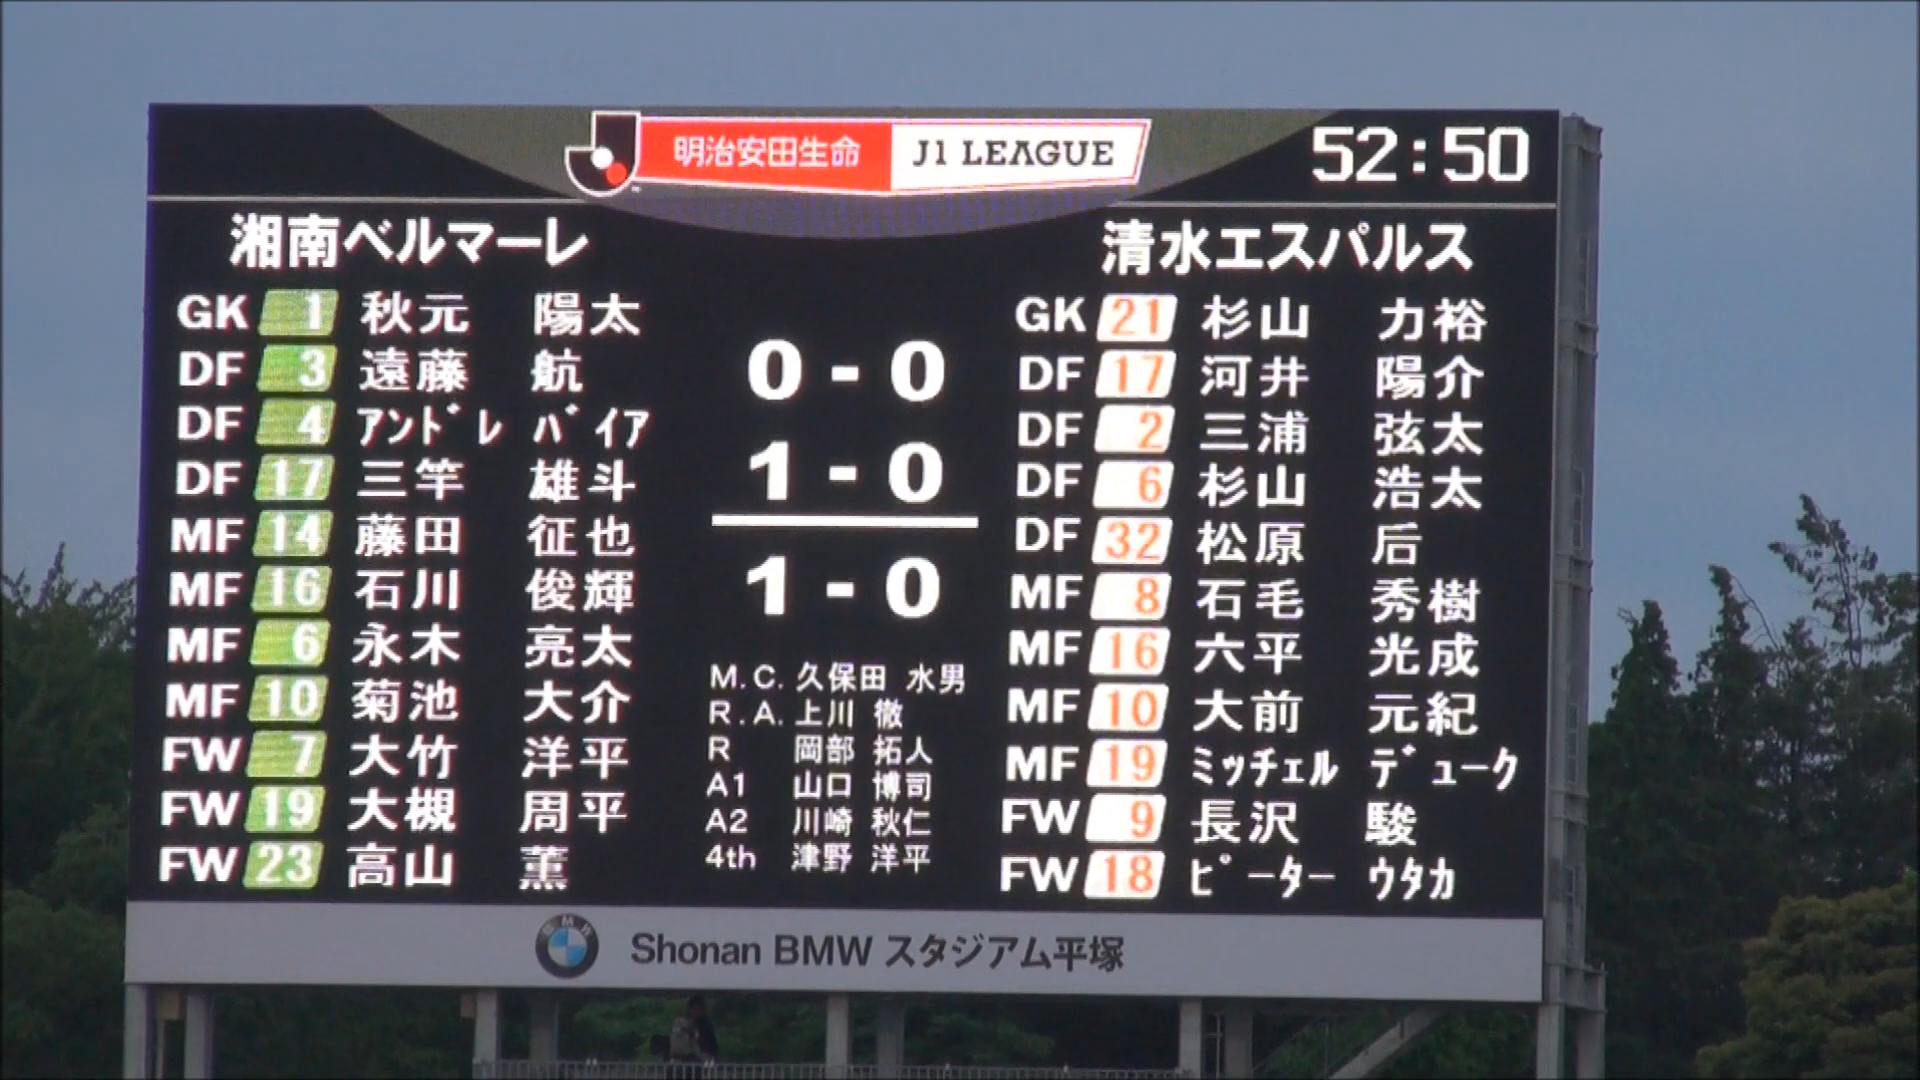 明治安田生命 J1 LEAGUE 52:50
湘南ベルマーレ 清水エスパルス
GK 1 秋元 陽太
DF 3 遠藤 航
DF 4 ｱﾝﾄﾞﾚ ﾊﾞｲｱ
DF 17 三竿 雄斗
MF 14 藤田 征也
MF 16 石川 俊輝
MF 6 永木 亮太
MF 10 菊池 大介
FW 7 大竹 洋平
FW 19 大槻 周平
FW 23 高山 薫
0 - 0
1 - 0
1 - 0
M.C. 久保田 水男
R.A. 上川 徹
R 岡部 拓人
A1 山口 博司
A2 川崎 秋仁
4th 津野 洋平
GK 21 杉山 力裕
DF 17 河井 陽介
DF 2 三浦 弦太
DF 6 杉山 浩太
DF 32 松原 后
MF 8 石毛 秀樹
MF 16 六平 光成
MF 10 大前 元紀
MF 19 ﾐｯﾁｪﾙ ﾃﾞｭｰｸ
FW 9 長沢 駿
FW 18 ﾋﾟｰﾀｰ ｳﾀｶ
BMW Shonan BMW スタジアム平塚